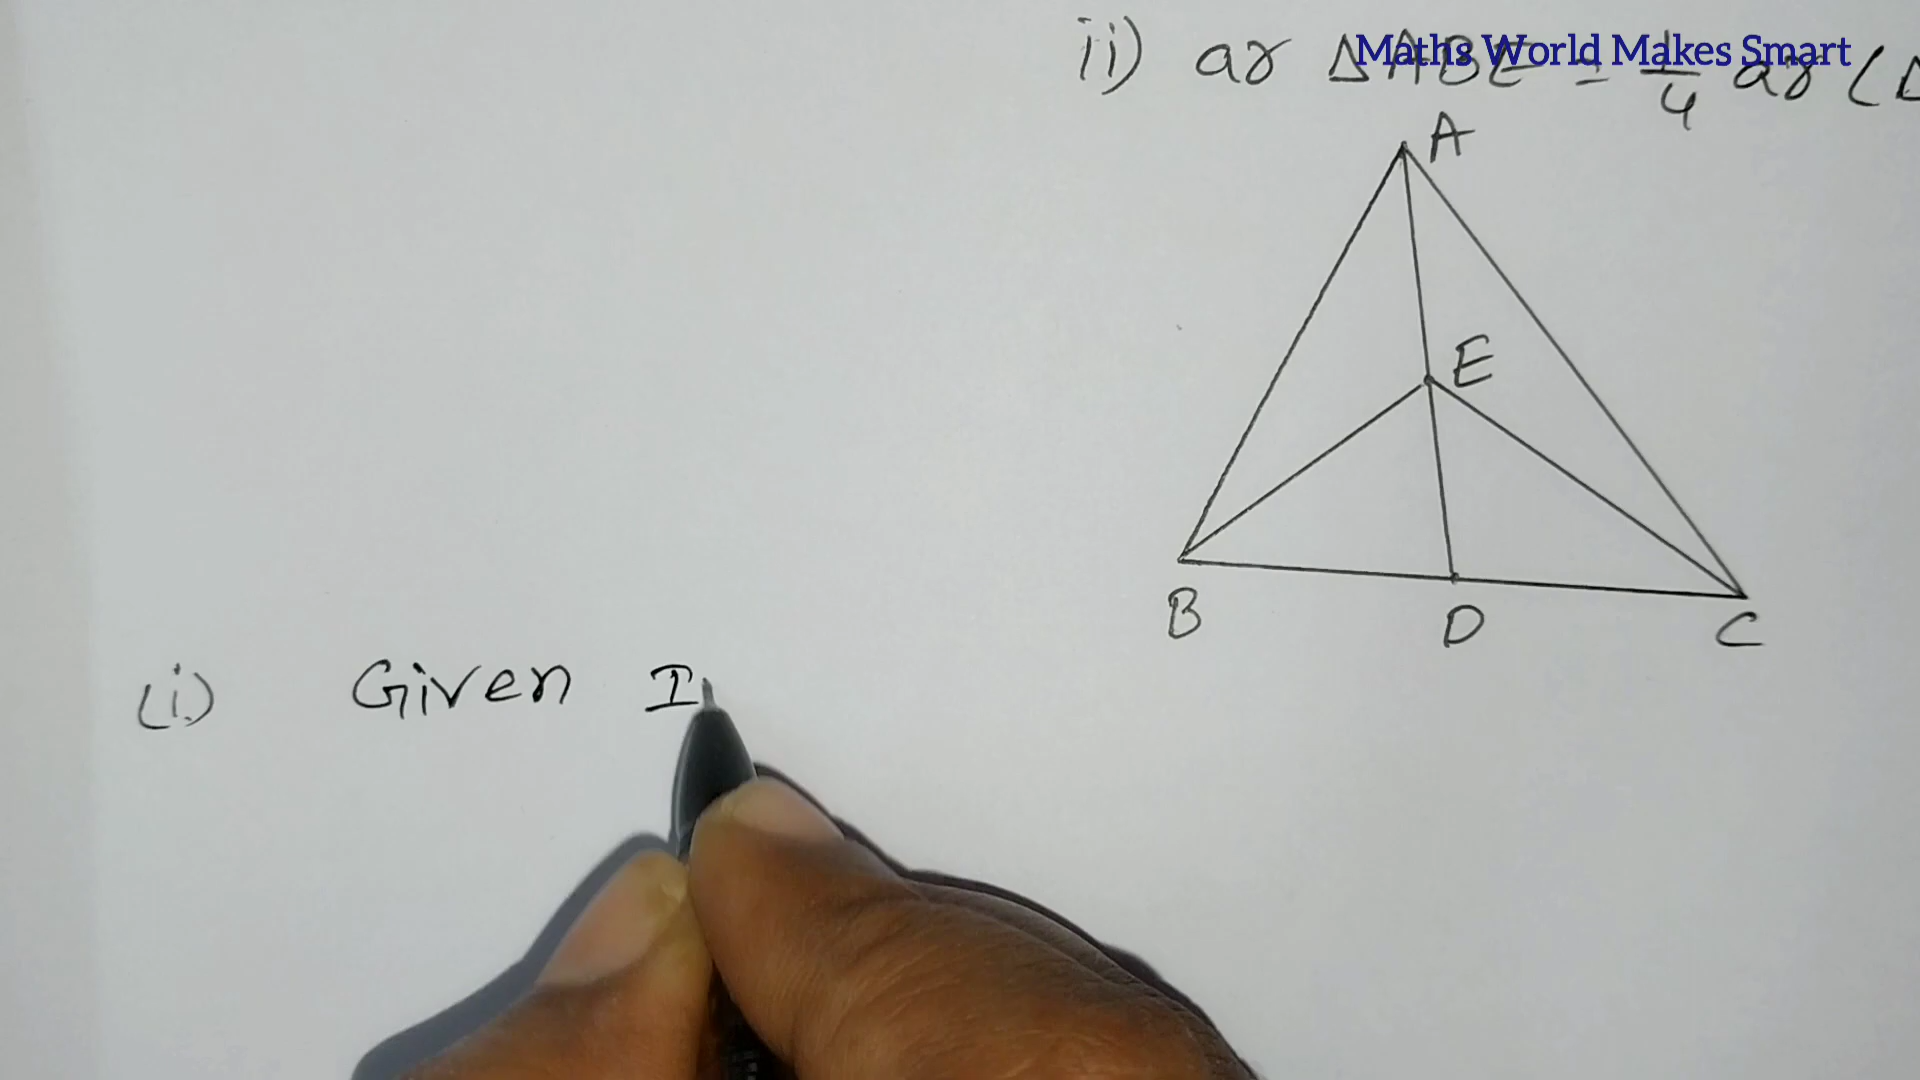 Maths World Makes Smart
ii) ar ΔABE = 1/4 ar (Δ
A
E
B
D
C
(i) Given I